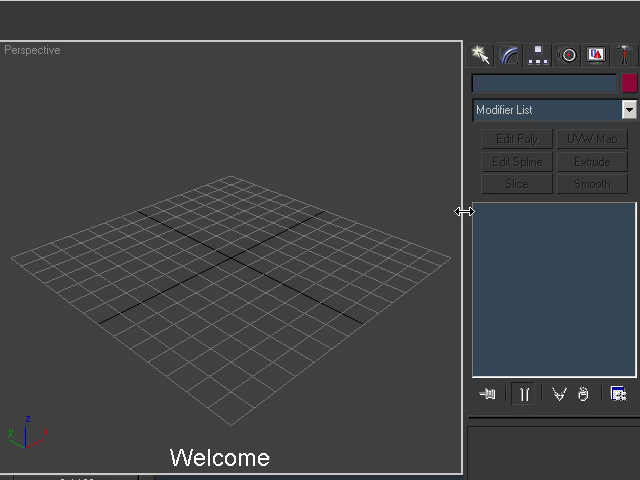 Perspective
Modifier List
Edit Poly
UVW Map
Edit Spline
Extrude
Slice
Smooth
z
y
x
Welcome